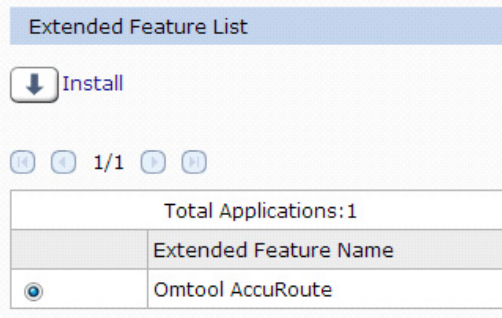 Extended Feature List
Install
1/1
Total Applications:1
Extended Feature Name
Omtool AccuRoute